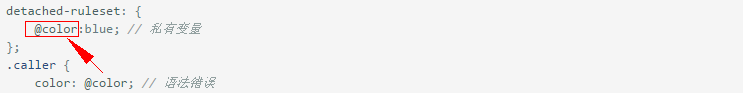 detached-ruleset: {
    @color:blue; // 私有变量
};
.caller {
    color: @color; // 语法错误